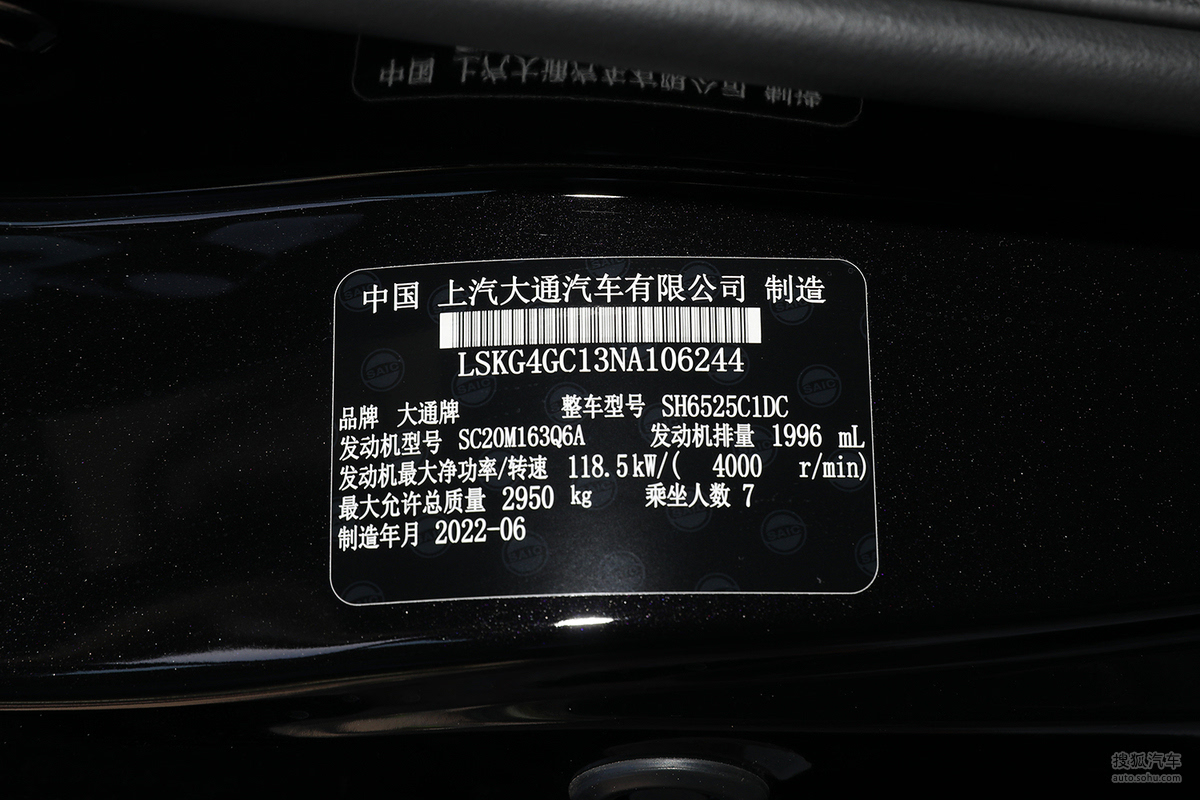 中国 上汽大通汽车有限公司 制造
LSKG4GC13NA106244
品牌 大通牌 整车型号 SH6525C1DC
发动机型号 SC20M163Q6A 发动机排量 1996 mL
发动机最大净功率/转速 118.5kW/( 4000 r/min)
最大允许总质量 2950 kg 乘坐人数 7
制造年月 2022-06
搜狐汽车
auto.sohu.com